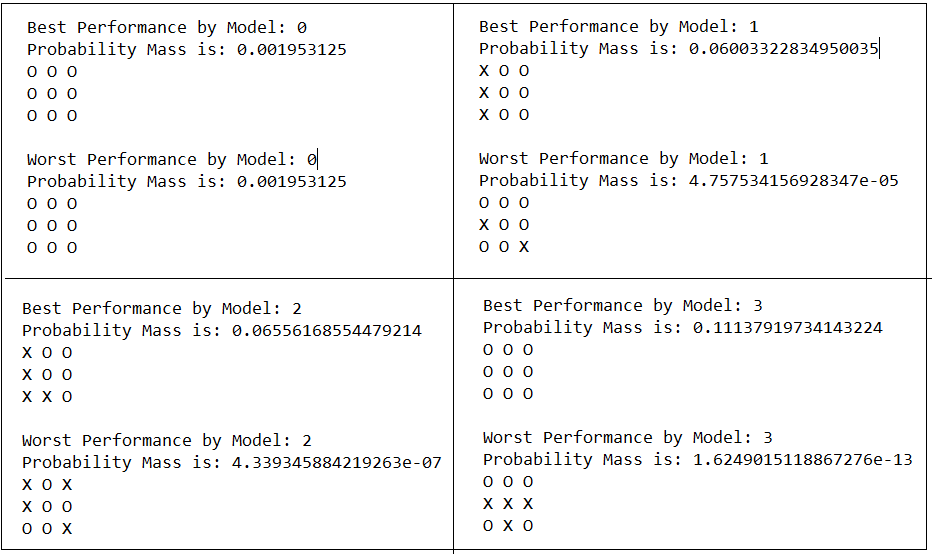 Best Performance by Model: 0
Probability Mass is: 0.001953125
O O O
O O O
O O O
Worst Performance by Model: 0
Probability Mass is: 0.001953125
O O O
O O O
O O O
Best Performance by Model: 1
Probability Mass is: 0.06003322834950035
X O O
X O O
X O O
Worst Performance by Model: 1
Probability Mass is: 4.757534156928347e-05
O O O
X O O
O O X
Best Performance by Model: 2
Probability Mass is: 0.06556168554479214
X O O
X O O
X X O
Worst Performance by Model: 2
Probability Mass is: 4.339345884219263e-07
X O X
X O O
O O X
Best Performance by Model: 3
Probability Mass is: 0.11137919734143224
O O O
O O O
O O O
Worst Performance by Model: 3
Probability Mass is: 1.6249015118867276e-13
O O O
X X X
O X O